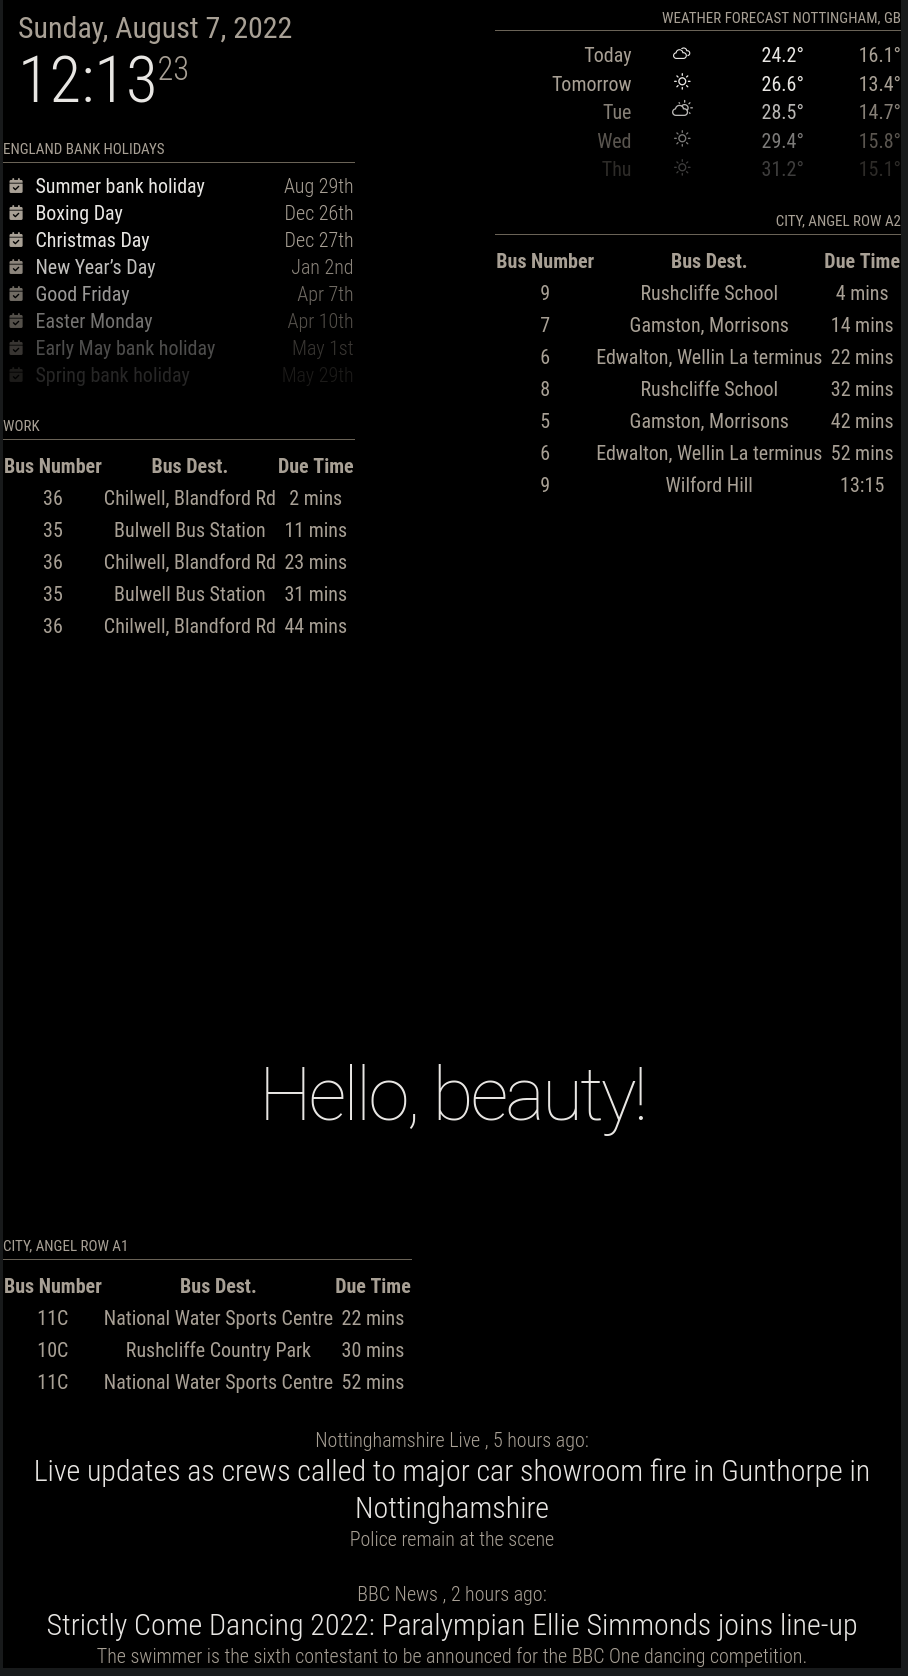 Sunday, August 7, 2022
12:13 23
ENGLAND BANK HOLIDAYS
Summer bank holiday Aug 29th
Boxing Day Dec 26th
Christmas Day Dec 27th
New Year’s Day Jan 2nd
Good Friday Apr 7th
Easter Monday Apr 10th
Early May bank holiday May 1st
Spring bank holiday May 29th
WORK
Bus Number Bus Dest. Due Time
36 Chilwell, Blandford Rd 2 mins
35 Bulwell Bus Station 11 mins
36 Chilwell, Blandford Rd 23 mins
35 Bulwell Bus Station 31 mins
36 Chilwell, Blandford Rd 44 mins
WEATHER FORECAST NOTTINGHAM, GB
Today 24.2° 16.1°
Tomorrow 26.6° 13.4°
Tue 28.5° 14.7°
Wed 29.4° 15.8°
Thu 31.2° 15.1°
CITY, ANGEL ROW A2
Bus Number Bus Dest. Due Time
9 Rushcliffe School 4 mins
7 Gamston, Morrisons 14 mins
6 Edwalton, Wellin La terminus 22 mins
8 Rushcliffe School 32 mins
5 Gamston, Morrisons 42 mins
6 Edwalton, Wellin La terminus 52 mins
9 Wilford Hill 13:15
Hello, beauty!
CITY, ANGEL ROW A1
Bus Number Bus Dest. Due Time
11C National Water Sports Centre 22 mins
10C Rushcliffe Country Park 30 mins
11C National Water Sports Centre 52 mins
Nottinghamshire Live , 5 hours ago:
Live updates as crews called to major car showroom fire in Gunthorpe in
Nottinghamshire
Police remain at the scene
BBC News , 2 hours ago:
Strictly Come Dancing 2022: Paralympian Ellie Simmonds joins line-up
The swimmer is the sixth contestant to be announced for the BBC One dancing competition.